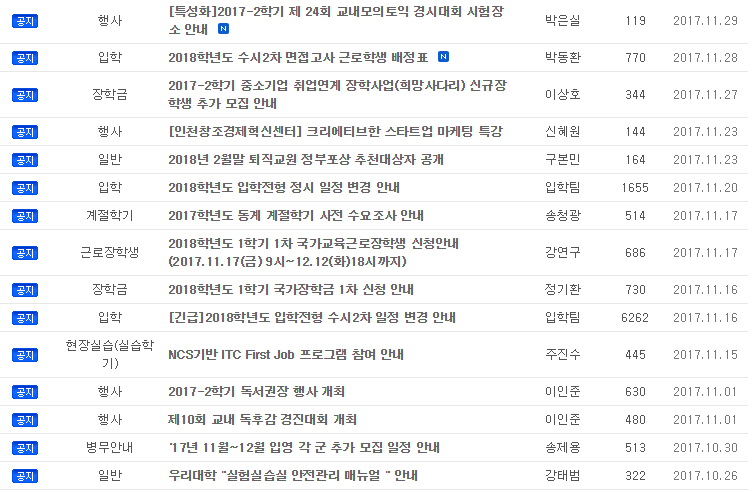 공지 행사 [특성화]2017-2학기 제 24회 교내모의토익 경시대회 시험장 박은실 119 2017.11.29
소 안내 N
공지 입학 2018학년도 수시2차 면접고사 근로학생 배정표 N 박동환 770 2017.11.28
공지 장학금 2017-2학기 중소기업 취업연계 장학사업(희망사다리) 신규장 이상호 344 2017.11.27
학생 추가 모집 안내
공지 행사 [인천창조경제혁신센터] 크리에티브한 스타트업 마케팅 특강 신혜원 144 2017.11.23
공지 일반 2018년 2월말 퇴직교원 정부포상 추천대상자 공개 구본민 164 2017.11.23
공지 입학 2018학년도 입학전형 정시 일정 변경 안내 입학팀 1655 2017.11.20
공지 계절학기 2017학년도 동계 계절학기 사전 수요조사 안내 송청광 514 2017.11.17
공지 근로장학생 2018학년도 1학기 1차 국가교육근로장학생 신청안내 강연구 686 2017.11.17
(2017.11.17(금) 9시~12.12(화)18시까지)
공지 장학금 2018학년도 1학기 국가장학금 1차 신청 안내 정기환 730 2017.11.16
공지 입학 [긴급]2018학년도 입학전형 수시2차 일정 변경 안내 입학팀 6262 2017.11.16
공지 현장실습(실습학 NCS기반 ITC First Job 프로그램 참여 안내 주진수 445 2017.11.15
기)
공지 행사 2017-2학기 독서권장 행사 개최 이인준 630 2017.11.01
공지 행사 제10회 교내 독후감 경진대회 개최 이인준 480 2017.11.01
공지 병무안내 '17년 11월~12월 입영 각 군 추가 모집 일정 안내 송제용 513 2017.10.30
공지 일반 우리대학 "실험실습실 안전관리 매뉴얼 " 안내 강태범 322 2017.10.26